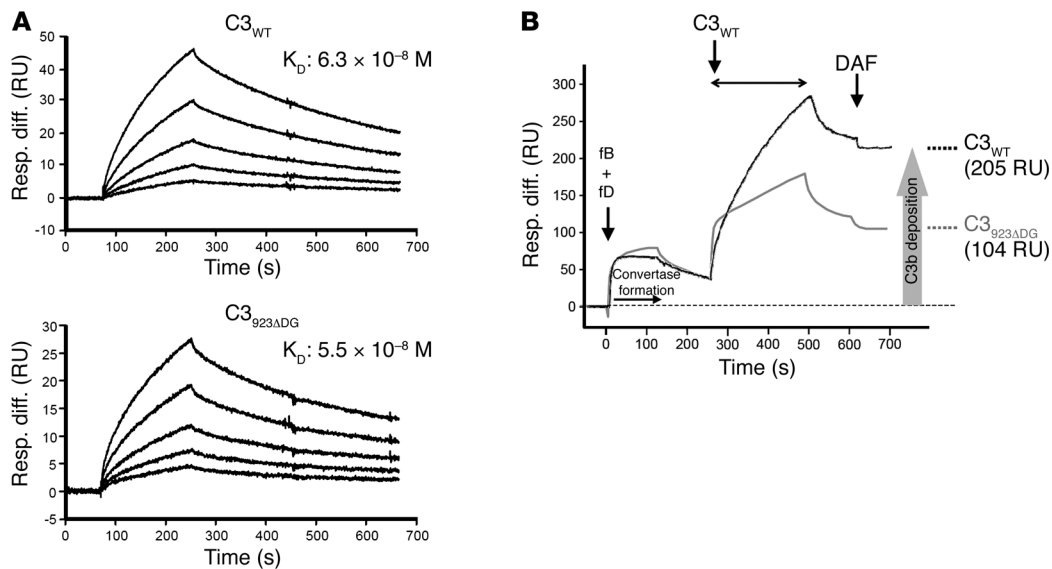 A
C3WT
KD: 6.3 × 10–8 M
Resp. diff. (RU)
50
40
30
20
10
0
-10
0 100 200 300 400 500 600 700
Time (s)
C3923ΔDG
KD: 5.5 × 10–8 M
Resp. diff. (RU)
30
25
20
15
10
5
0
-5
0 100 200 300 400 500 600 700
Time (s)
B
C3WT
DAF
Resp. diff. (RU)
300
250
200
150
100
50
0
fB
+
fD
Convertase
formation
C3b deposition
C3WT
(205 RU)
C3923ΔDG
(104 RU)
0 100 200 300 400 500 600 700
Time (s)